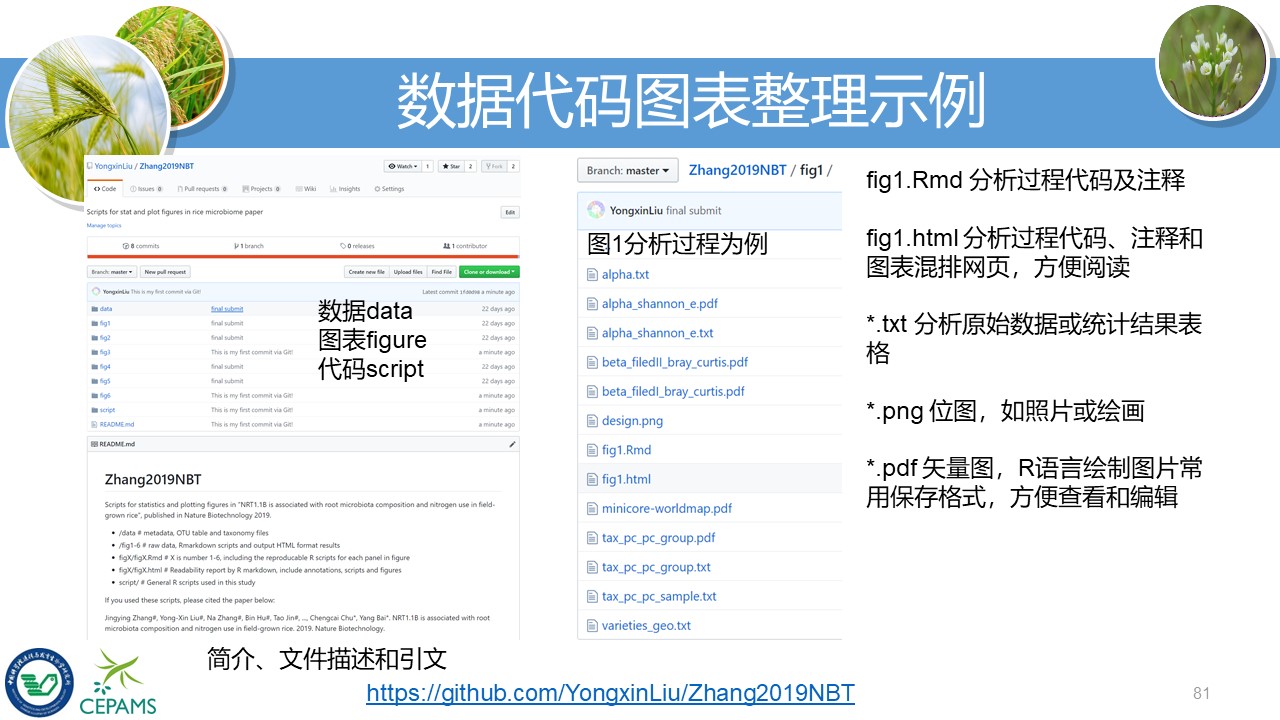 数据代码图表整理示例
YongxinLiu / Zhang2019NBT
Watch 1 Star 2 Fork 2
Code Issues 0 Pull requests 0 Projects 0 Wiki Insights Settings
Scripts for stat and plot figures in rice microbiome paper Edit
Manage topics
8 commits 1 branch 0 releases 1 contributor
Branch: master New pull request Create new file Upload files Find File Clone or download
YongxinLiu This is my first commit via Git! Latest commit a minute ago
data final submit 22 days ago
fig1 final submit 22 days ago
fig2 final submit 22 days ago
fig3 This is my first commit via Git! a minute ago
fig4 final submit 22 days ago
fig5 final submit 22 days ago
fig6 This is my first commit via Git! a minute ago
script This is my first commit via Git! a minute ago
README.md This is my first commit via Git! a minute ago
数据data
图表figure
代码script
README.md
Zhang2019NBT
Scripts for statistics and plotting figures in "NRT1.1B is associated with root microbiota composition and nitrogen use in field-
grown rice", published in Nature Biotechnology 2019.
• /data # metadata, OTU table and taxonomy files
• /fig1-6 # raw data, Rmarkdown scripts and output HTML format results
• figX/figX.Rmd # X is number 1-6, including the reproducable R scripts for each panel in figure
• figX/figX.html # Readability report by R markdown, include annotations, scripts and figures
• script/ # General R scripts used in this study
If you used these scripts, please cited the paper below:
Jingying Zhang#, Yong-Xin Liu#, Na Zhang#, Bin Hu#, Tao Jin#, ..., Chengcai Chu*, Yang Bai*. NRT1.1B is associated with root
microbiota composition and nitrogen use in field-grown rice. 2019. Nature Biotechnology.
简介、文件描述和引文
Branch: master Zhang2019NBT / fig1 /
YongxinLiu final submit
图1分析过程为例
alpha.txt
alpha_shannon_e.pdf
alpha_shannon_e.txt
beta_filedII_bray_curtis.pdf
beta_filedI_bray_curtis.pdf
design.png
fig1.Rmd
fig1.html
minicore-worldmap.pdf
tax_pc_pc_group.pdf
tax_pc_pc_group.txt
tax_pc_pc_sample.txt
varieties_geo.txt
fig1.Rmd 分析过程代码及注释
fig1.html 分析过程代码、注释和
图表混排网页，方便阅读
*.txt 分析原始数据或统计结果表
格
*.png 位图，如照片或绘画
*.pdf 矢量图，R语言绘制图片常
用保存格式，方便查看和编辑
CEPAMS
https://github.com/YongxinLiu/Zhang2019NBT
81